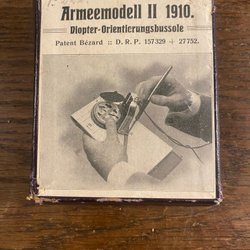 Armeemodell II 1910.
Diopter-Orientierungsbussole
Patent Bézard :: D. R. P. 157329 + 27752.